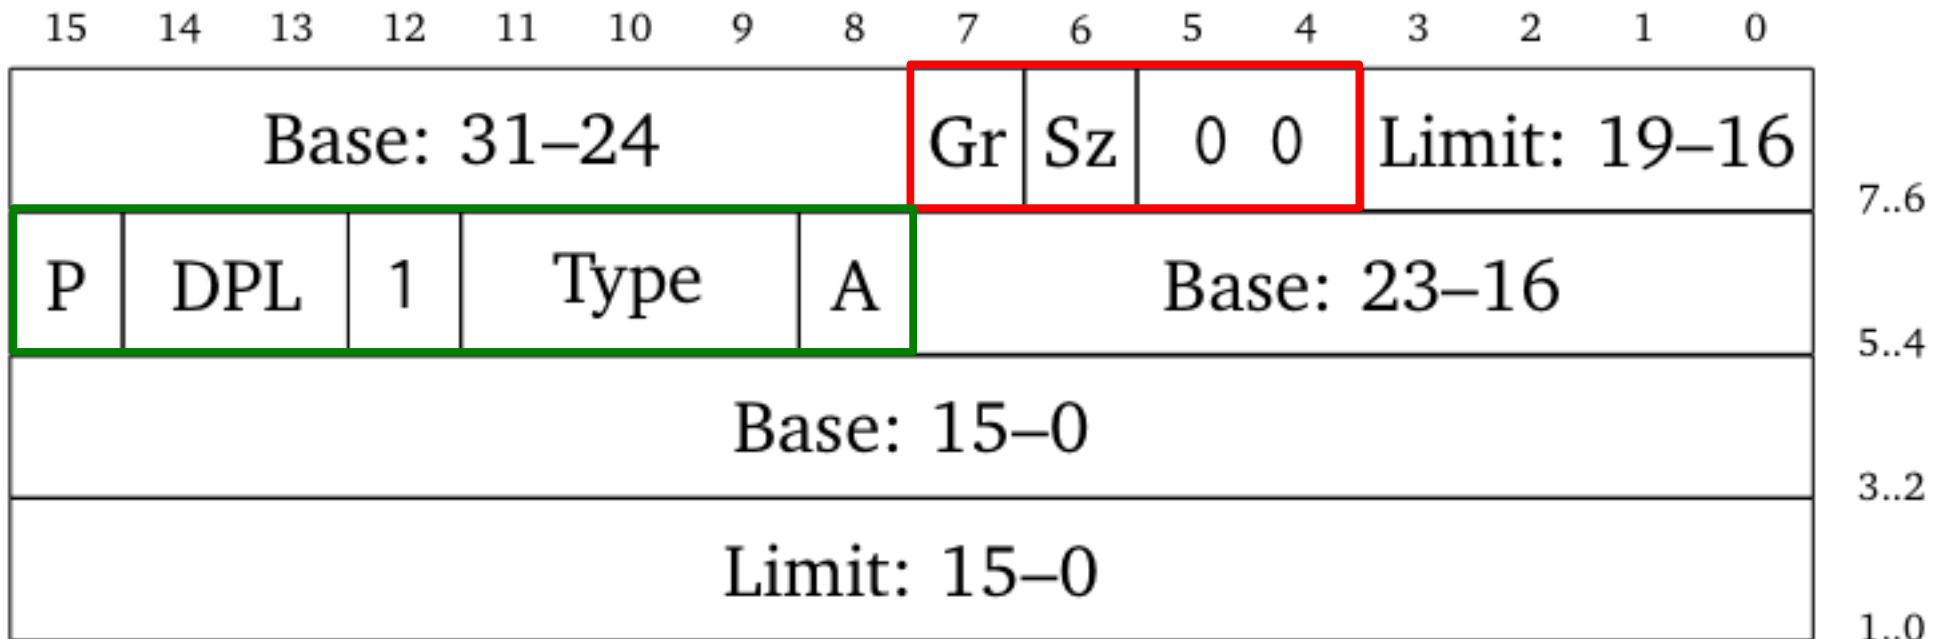 15 14 13 12 11 10 9 8 7 6 5 4 3 2 1 0
Base: 31–24 Gr Sz 0 0 Limit: 19–16
7..6
P DPL 1 Type A Base: 23–16
5..4
Base: 15–0
3..2
Limit: 15–0
1..0